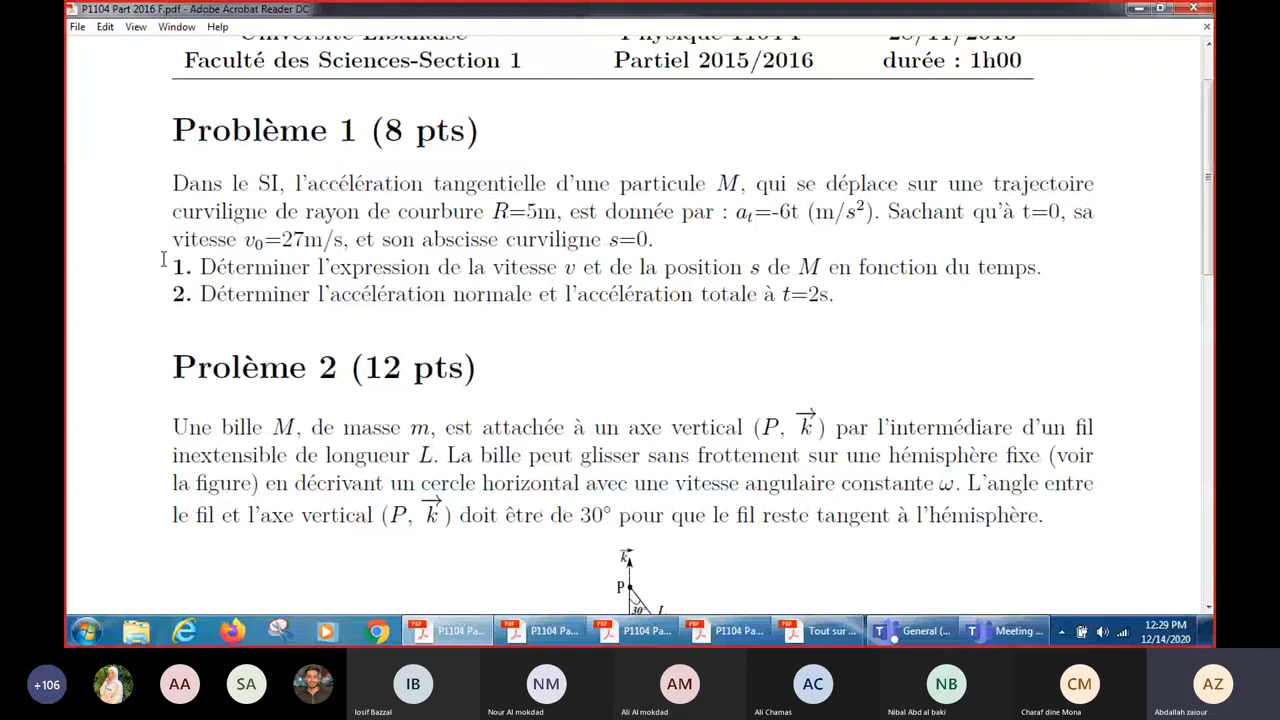 P1104 Part 2016 F.pdf - Adobe Acrobat Reader DC
File Edit View Window Help
Université Libanaise
Faculté des Sciences-Section 1 Partiel 2015/2016 durée : 1h00
Problème 1 (8 pts)
Dans le SI, l'accélération tangentielle d'une particule M, qui se déplace sur une trajectoire
curviligne de rayon de courbure R=5m, est donnée par : aₜ=-6t (m/s²). Sachant qu'à t=0, sa
vitesse v₀=27m/s, et son abscisse curviligne s=0.
1. Déterminer l'expression de la vitesse v et de la position s de M en fonction du temps.
2. Déterminer l'accélération normale et l'accélération totale à t=2s.
Prolème 2 (12 pts)
Une bille M, de masse m, est attachée à un axe vertical (P, k⃗) par l'intermédiare d'un fil
inextensible de longueur L. La bille peut glisser sans frottement sur une hémisphère fixe (voir
la figure) en décrivant un cercle horizontal avec une vitesse angulaire constante ω. L'angle entre
le fil et l'axe vertical (P, k⃗) doit être de 30° pour que le fil reste tangent à l'hémisphère.
k⃗
P
30° L
P1104 Pa... P1104 Pa... P1104 Pa... P1104 Pa... Tout sur ... General (... Meeting ...
12:29 PM
12/14/2020
+106 AA SA IB NM AM AC NB CM AZ
Iosif Bazzal Nour Al mokdad Ali Al mokdad Ali Chamas Nibal Abd al baki Charaf dine Mona Abdallah zaiour